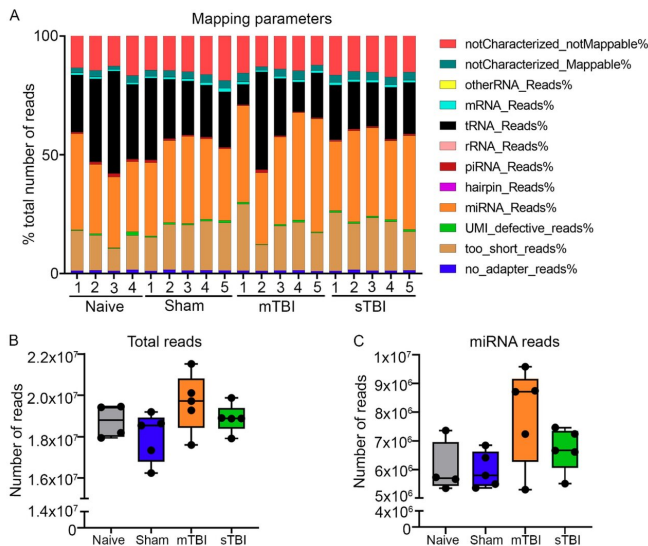 A
Mapping parameters
% total number of reads
100
50
0
1 2 3 4 1 2 3 4 5 1 2 3 4 5 1 2 3 4 5
Naive Sham mTBI sTBI
notCharacterized_notMappable%
notCharacterized_Mappable%
otherRNA_Reads%
mRNA_Reads%
tRNA_Reads%
rRNA_Reads%
piRNA_Reads%
hairpin_Reads%
miRNA_Reads%
UMI_defective_reads%
too_short_reads%
no_adapter_reads%
B
Total reads
Number of reads
2.2x10⁷
2.0x10⁷
1.8x10⁷
1.6x10⁷
1.4x10⁷
0
Naive Sham mTBI sTBI
C
miRNA reads
Number of reads
1x10⁷
9x10⁶
8x10⁶
7x10⁶
6x10⁶
5x10⁶
4x10⁶
0
Naive Sham mTBI sTBI